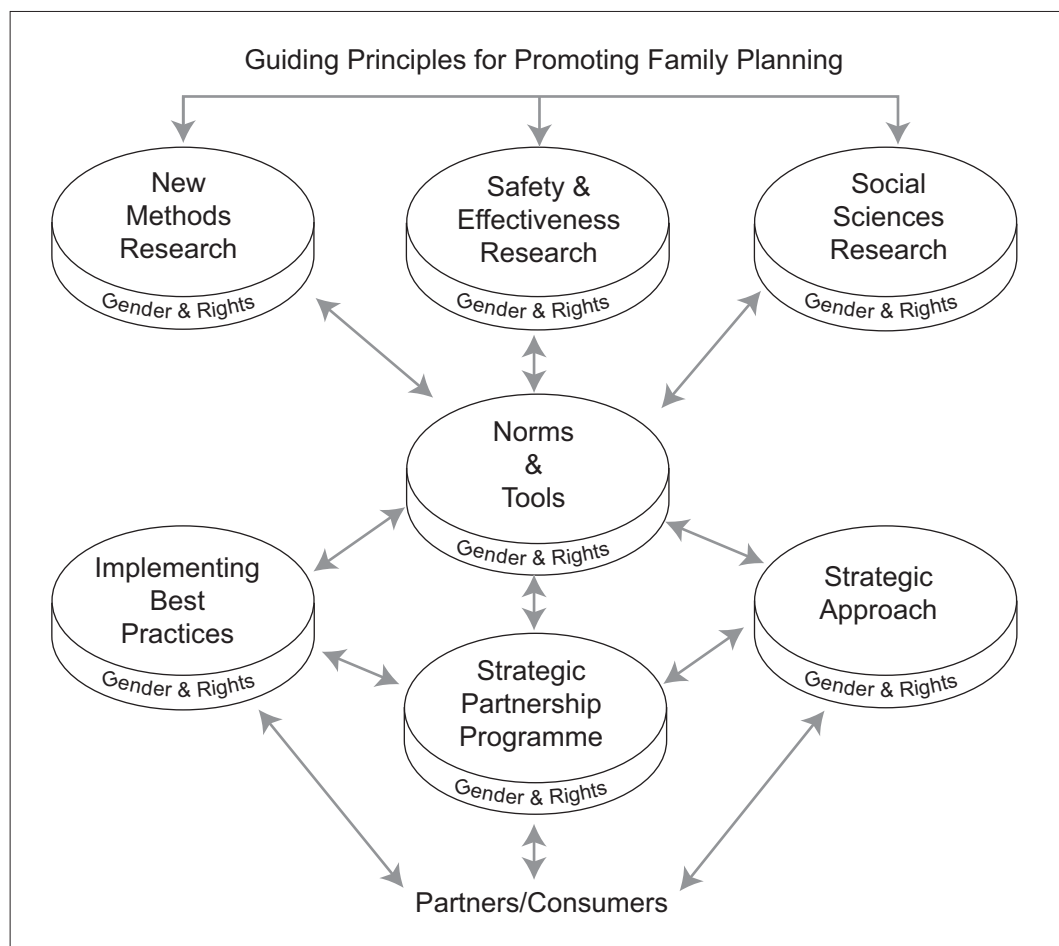 Guiding Principles for Promoting Family Planning
New
Methods
Research
Gender & Rights
Safety &
Effectiveness
Research
Gender & Rights
Social
Sciences
Research
Gender & Rights
Norms
&
Tools
Gender & Rights
Implementing
Best
Practices
Gender & Rights
Strategic
Partnership
Programme
Gender & Rights
Strategic
Approach
Gender & Rights
Partners/Consumers